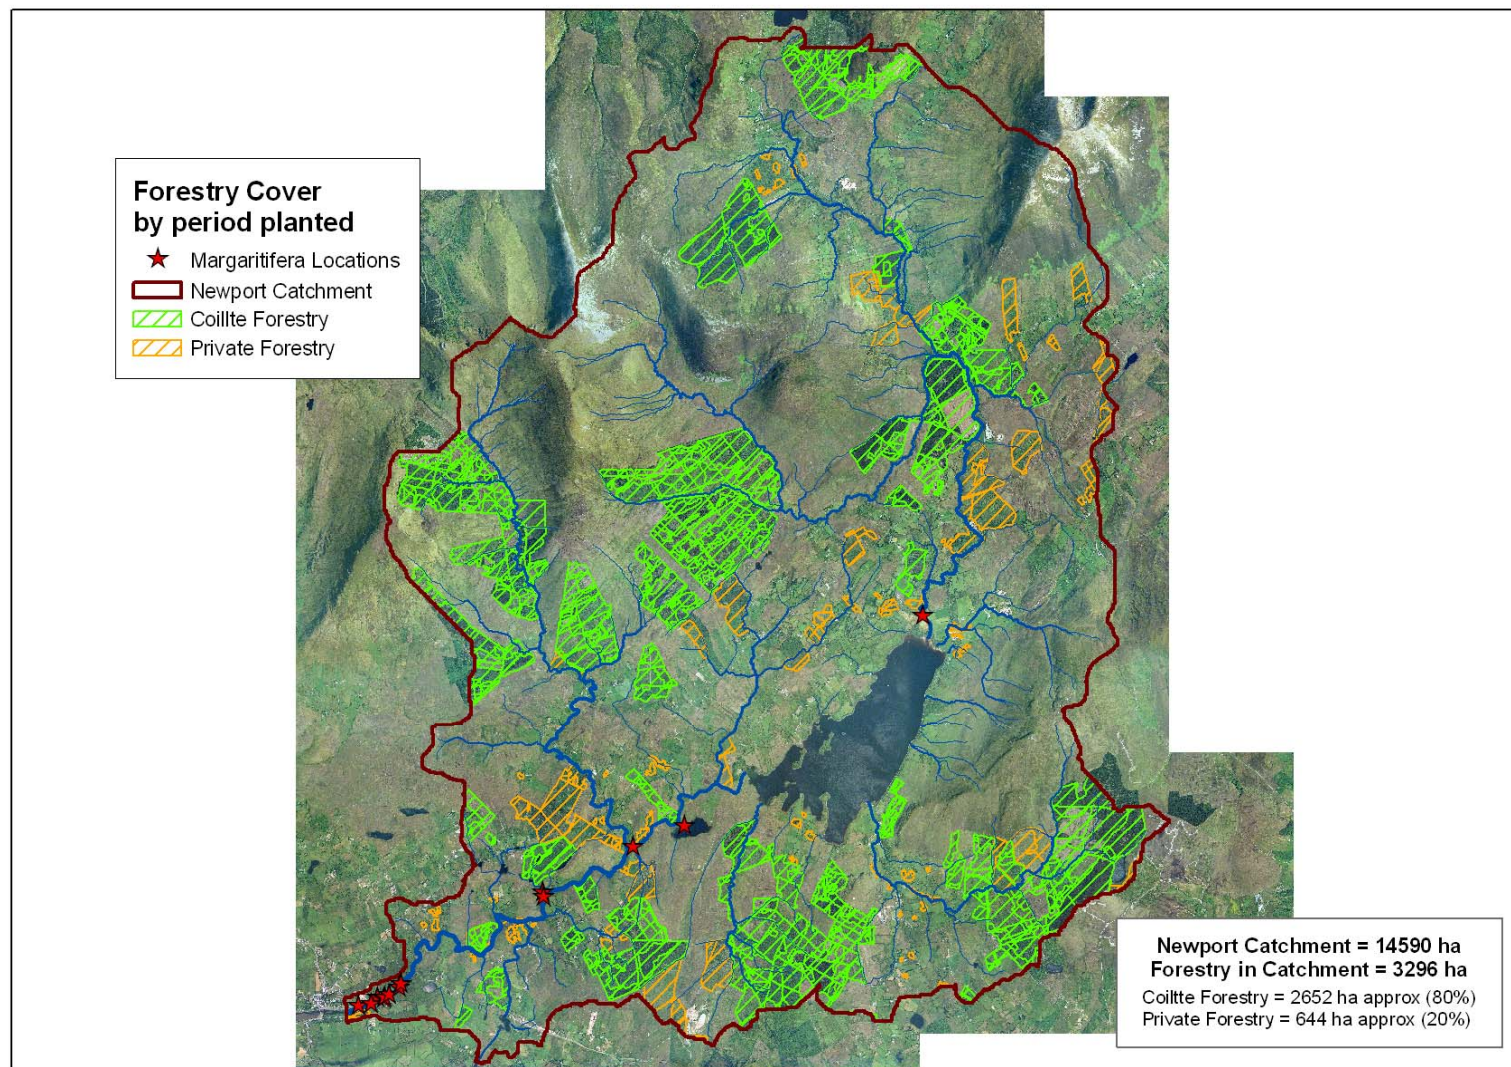 Forestry Cover
by period planted
Margaritifera Locations
Newport Catchment
Coillte Forestry
Private Forestry
Newport Catchment = 14590 ha
Forestry in Catchment = 3296 ha
Coiltte Forestry = 2652 ha approx (80%)
Private Forestry = 644 ha approx (20%)